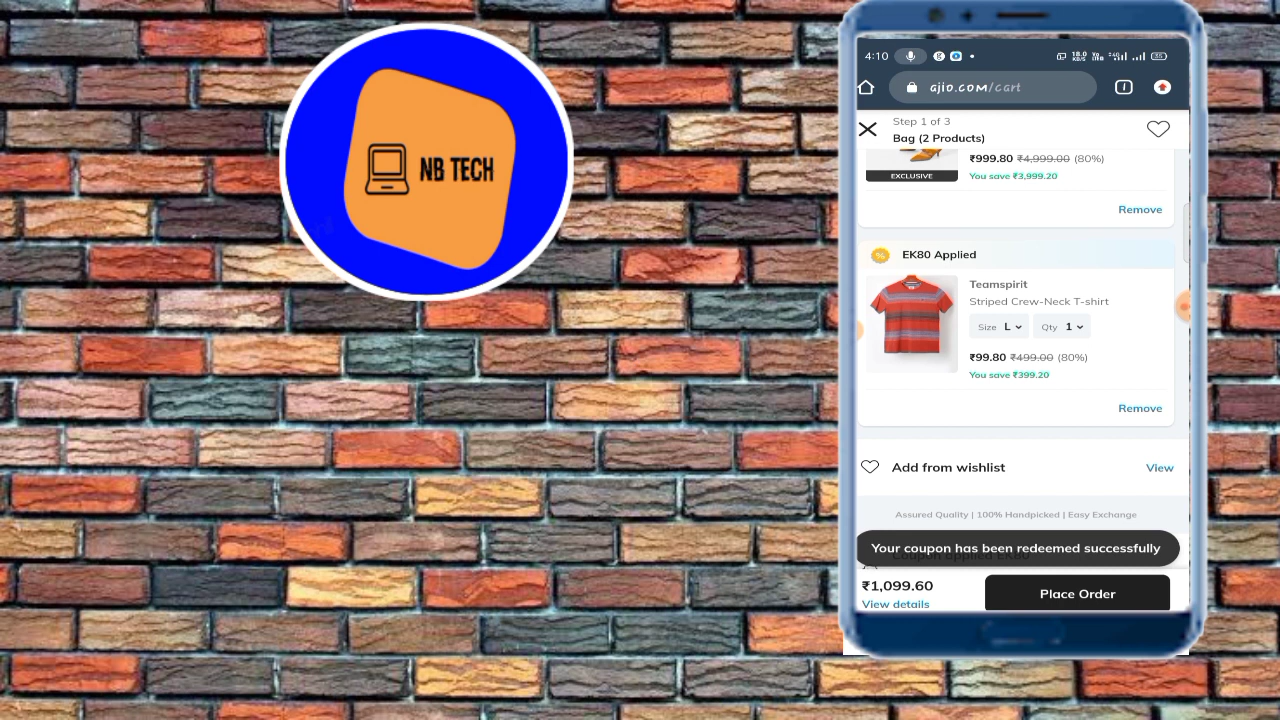 NB TECH
4:10
18.0
KB/S
ajio.com/cart
Step 1 of 3
Bag (2 Products)
₹999.80 ₹4,999.00 (80%)
EXCLUSIVE
You save ₹3,999.20
Remove
EK80 Applied
Teamspirit
Striped Crew-Neck T-shirt
Size L Qty 1
₹99.80 ₹499.00 (80%)
You save ₹399.20
Remove
Add from wishlist
View
Assured Quality | 100% Handpicked | Easy Exchange
Your coupon has been redeemed successfully
₹1,099.60
View details
Place Order